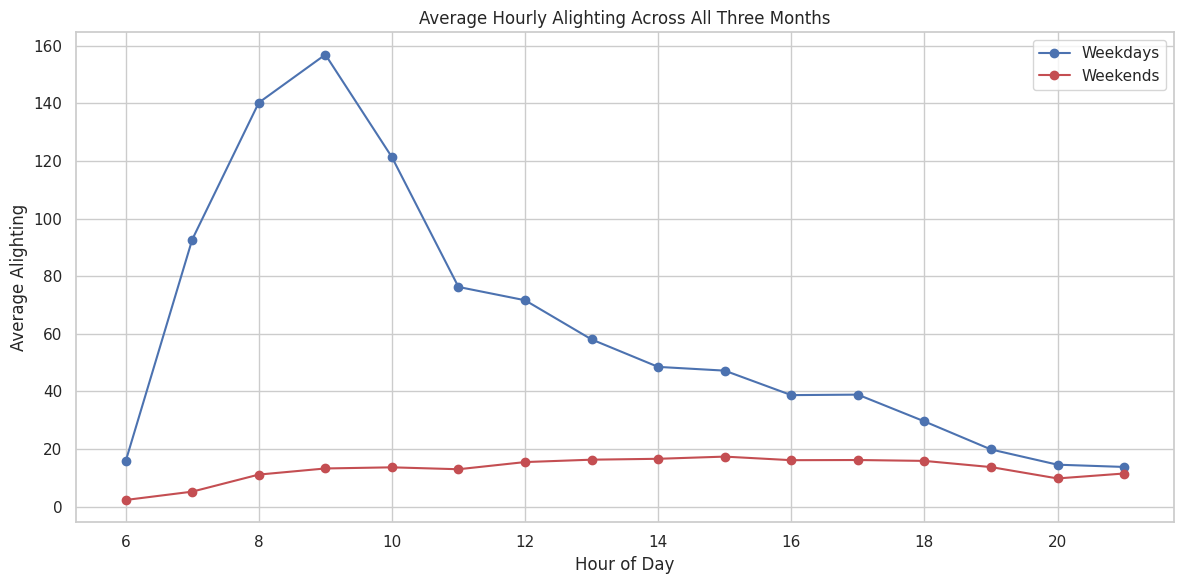 Average Hourly Alighting Across All Three Months
Weekdays
Weekends
Average Alighting
160
140
120
100
80
60
40
20
0
6 8 10 12 14 16 18 20
Hour of Day